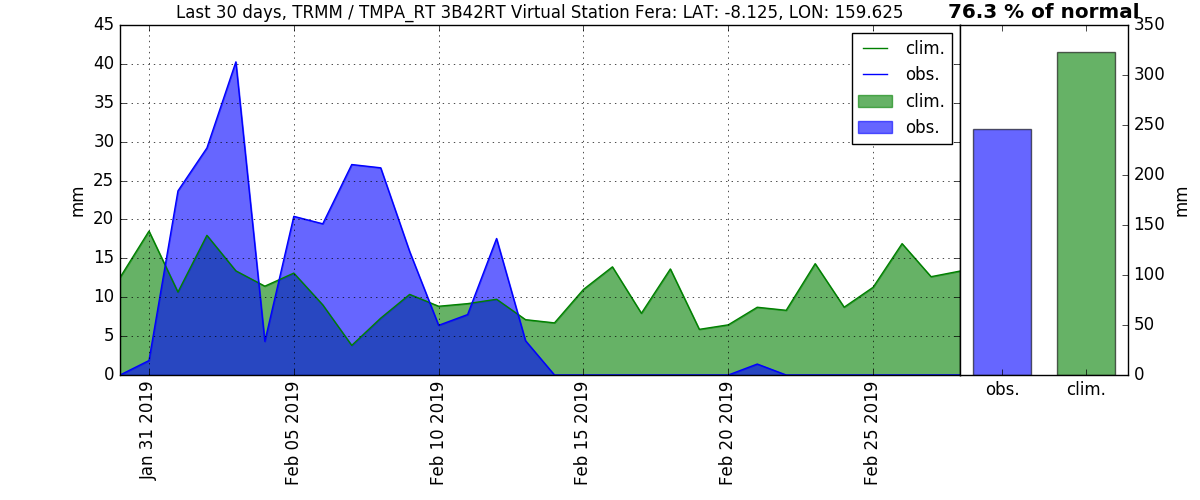 Last 30 days, TRMM / TMPA_RT 3B42RT Virtual Station Fera: LAT: -8.125, LON: 159.625
76.3 % of normal
45
40
35
30
25
20
15
10
5
0
mm
clim.
obs.
clim.
obs.
Jan 31 2019
Feb 05 2019
Feb 10 2019
Feb 15 2019
Feb 20 2019
Feb 25 2019
350
300
250
200
150
100
50
0
mm
obs.
clim.